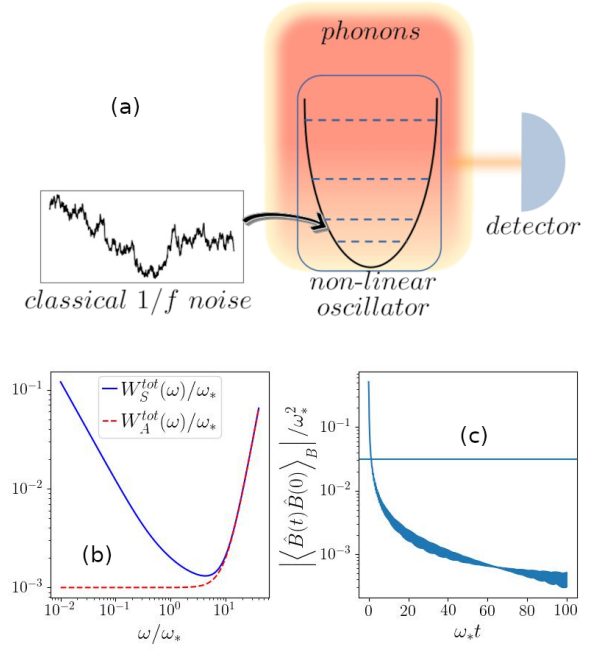 phonons
(a)
detector
classical 1/f noise
non-linear
oscillator
10⁻¹
10⁻²
10⁻³
W_S^{tot}(ω)/ω_*
W_A^{tot}(ω)/ω_*
(b)
10⁻² 10⁻¹ 10⁰ 10¹
ω/ω_*
|⟨B̂(t)B̂(0)⟩_B|/ω_*²
10⁻¹
10⁻²
10⁻³
(c)
0 20 40 60 80 100
ω_*t